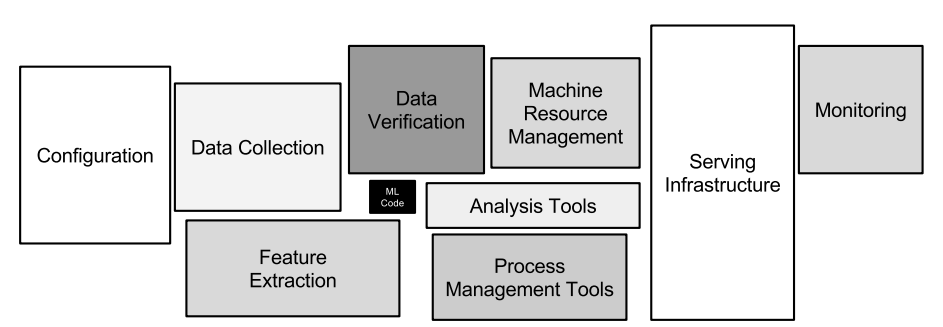 Configuration
Data Collection
Data
Verification
Machine
Resource
Management
Serving
Infrastructure
Monitoring
ML
Code
Analysis Tools
Feature
Extraction
Process
Management Tools